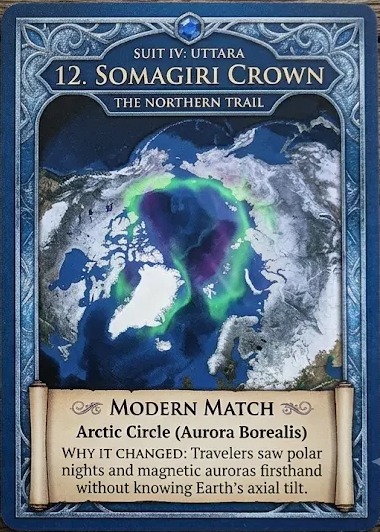 SUIT IV: UTTARA
12. SOMAGIRI CROWN
THE NORTHERN TRAIL
MODERN MATCH
Arctic Circle (Aurora Borealis)
WHY IT CHANGED: Travelers saw polar
nights and magnetic auroras firsthand
without knowing Earth's axial tilt.